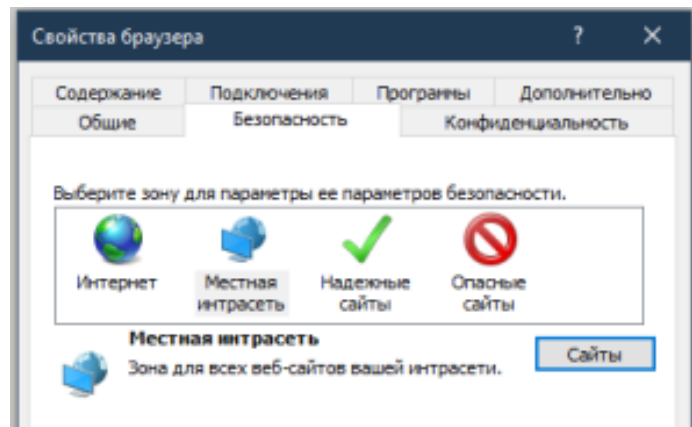 Свойства браузера ? ×
Содержание Подключения Программы Дополнительно
Общие Безопасность Конфиденциальность
Выберите зону для параметры ее параметров безопасности.
Интернет Местная интрасеть Надежные сайты Опасные сайты
Местная интрасеть
Зона для всех веб-сайтов вашей интрасети.
Сайты